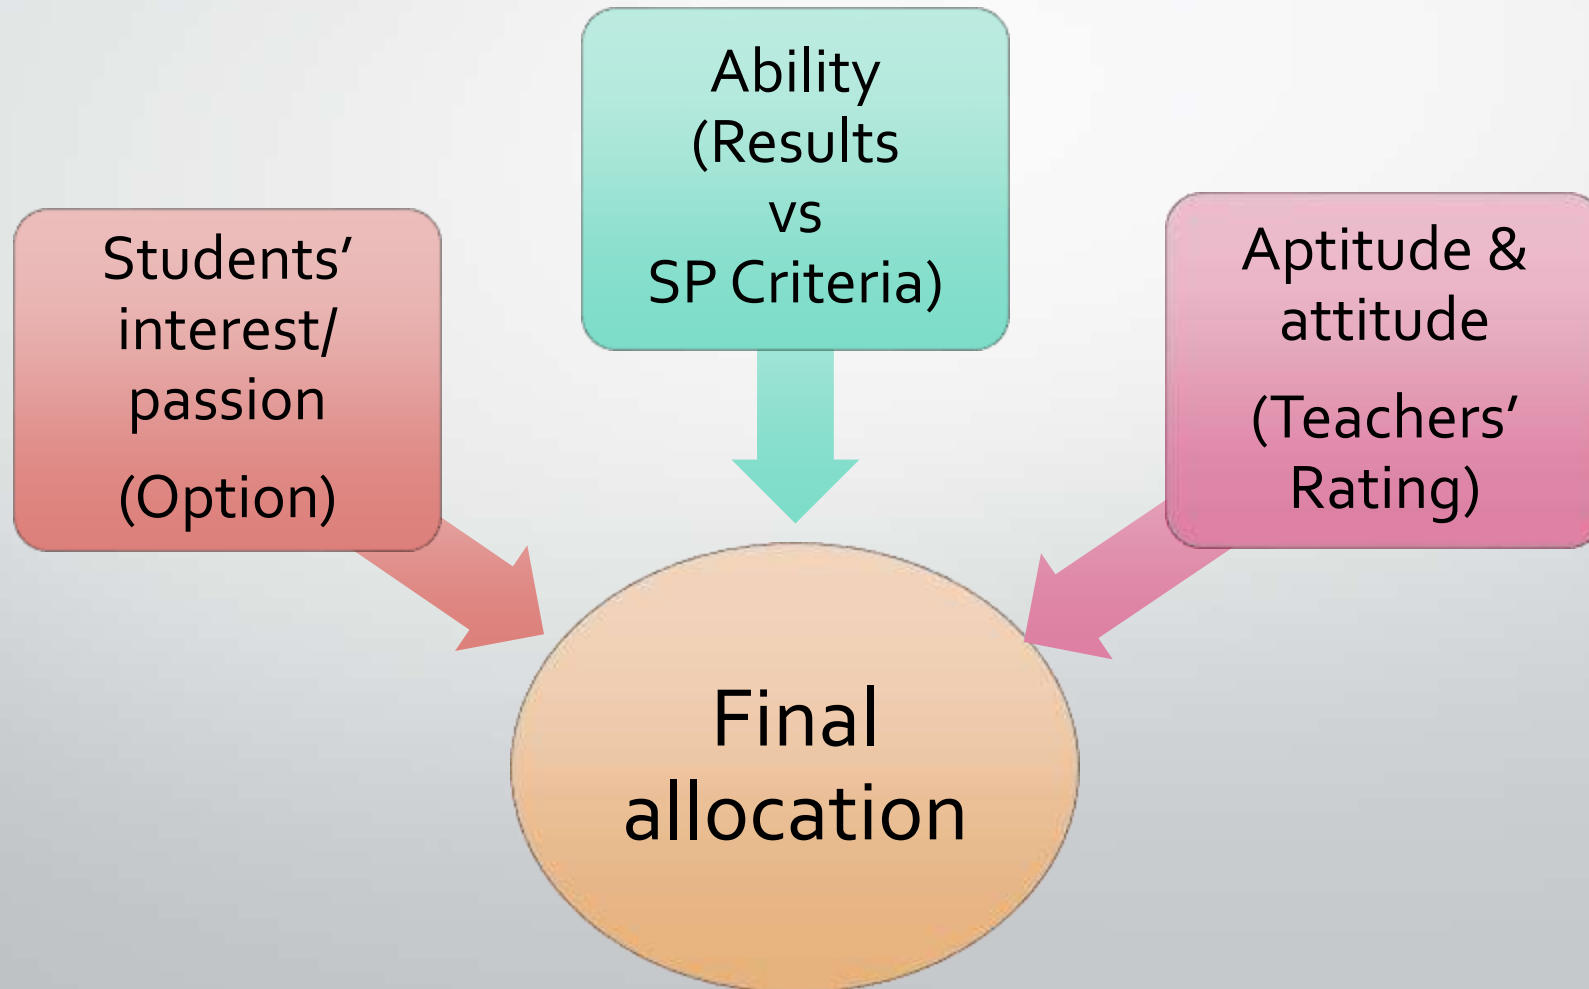 Students’
interest/
passion
(Option)
Ability
(Results
vs
SP Criteria)
Aptitude &
attitude
(Teachers’
Rating)
Final
allocation